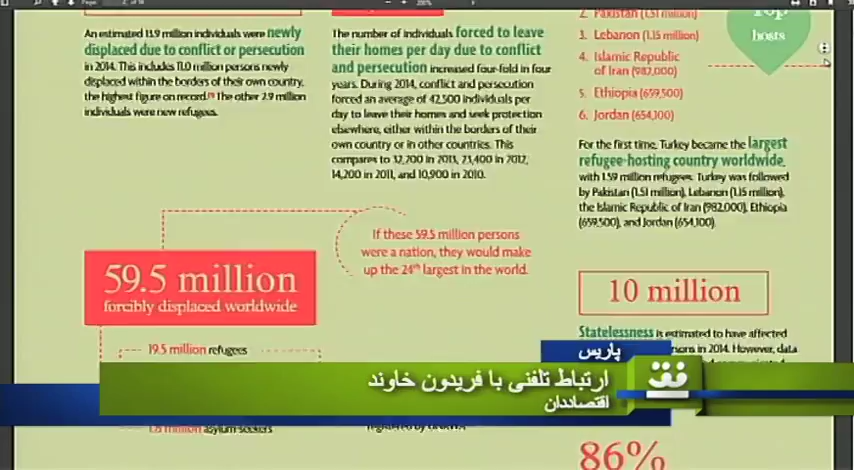 An estimated 13.9 million individuals were newly
displaced due to conflict or persecution
in 2014. This includes 11.0 million persons newly
displaced within the borders of their own country,
the highest figure on record. The other 2.9 million
individuals were new refugees.
The number of individuals forced to leave
their homes per day due to conflict
and persecution increased four-fold in four
years. During 2014, conflict and persecution
forced an average of 42,500 individuals per
day to leave their homes and seek protection
elsewhere, either within the borders of their
own country or in other countries. This
compares to 32,200 in 2013, 23,400 in 2012,
14,200 in 2011, and 10,900 in 2010.
2. Pakistan (1.51 million)
3. Lebanon (1.15 million)
4. Islamic Republic
of Iran (982,000)
5. Ethiopia (659,500)
6. Jordan (654,100)
Top
hosts
For the first time, Turkey became the largest
refugee-hosting country worldwide,
with 1.59 million refugees. Turkey was followed
by Pakistan (1.51 million), Lebanon (1.15 million),
the Islamic Republic of Iran (982,000), Ethiopia
(659,500), and Jordan (654,100).
If these 59.5 million persons
were a nation, they would make
up the 24th largest in the world.
59.5 million
forcibly displaced worldwide
19.5 million refugees
10 million
Statelessness is estimated to have affected
persons in 2014. However, data
پاریس
ارتباط تلفنی با فریدون خاوند
اقتصاددان
1.8 million asylum-seekers
86%